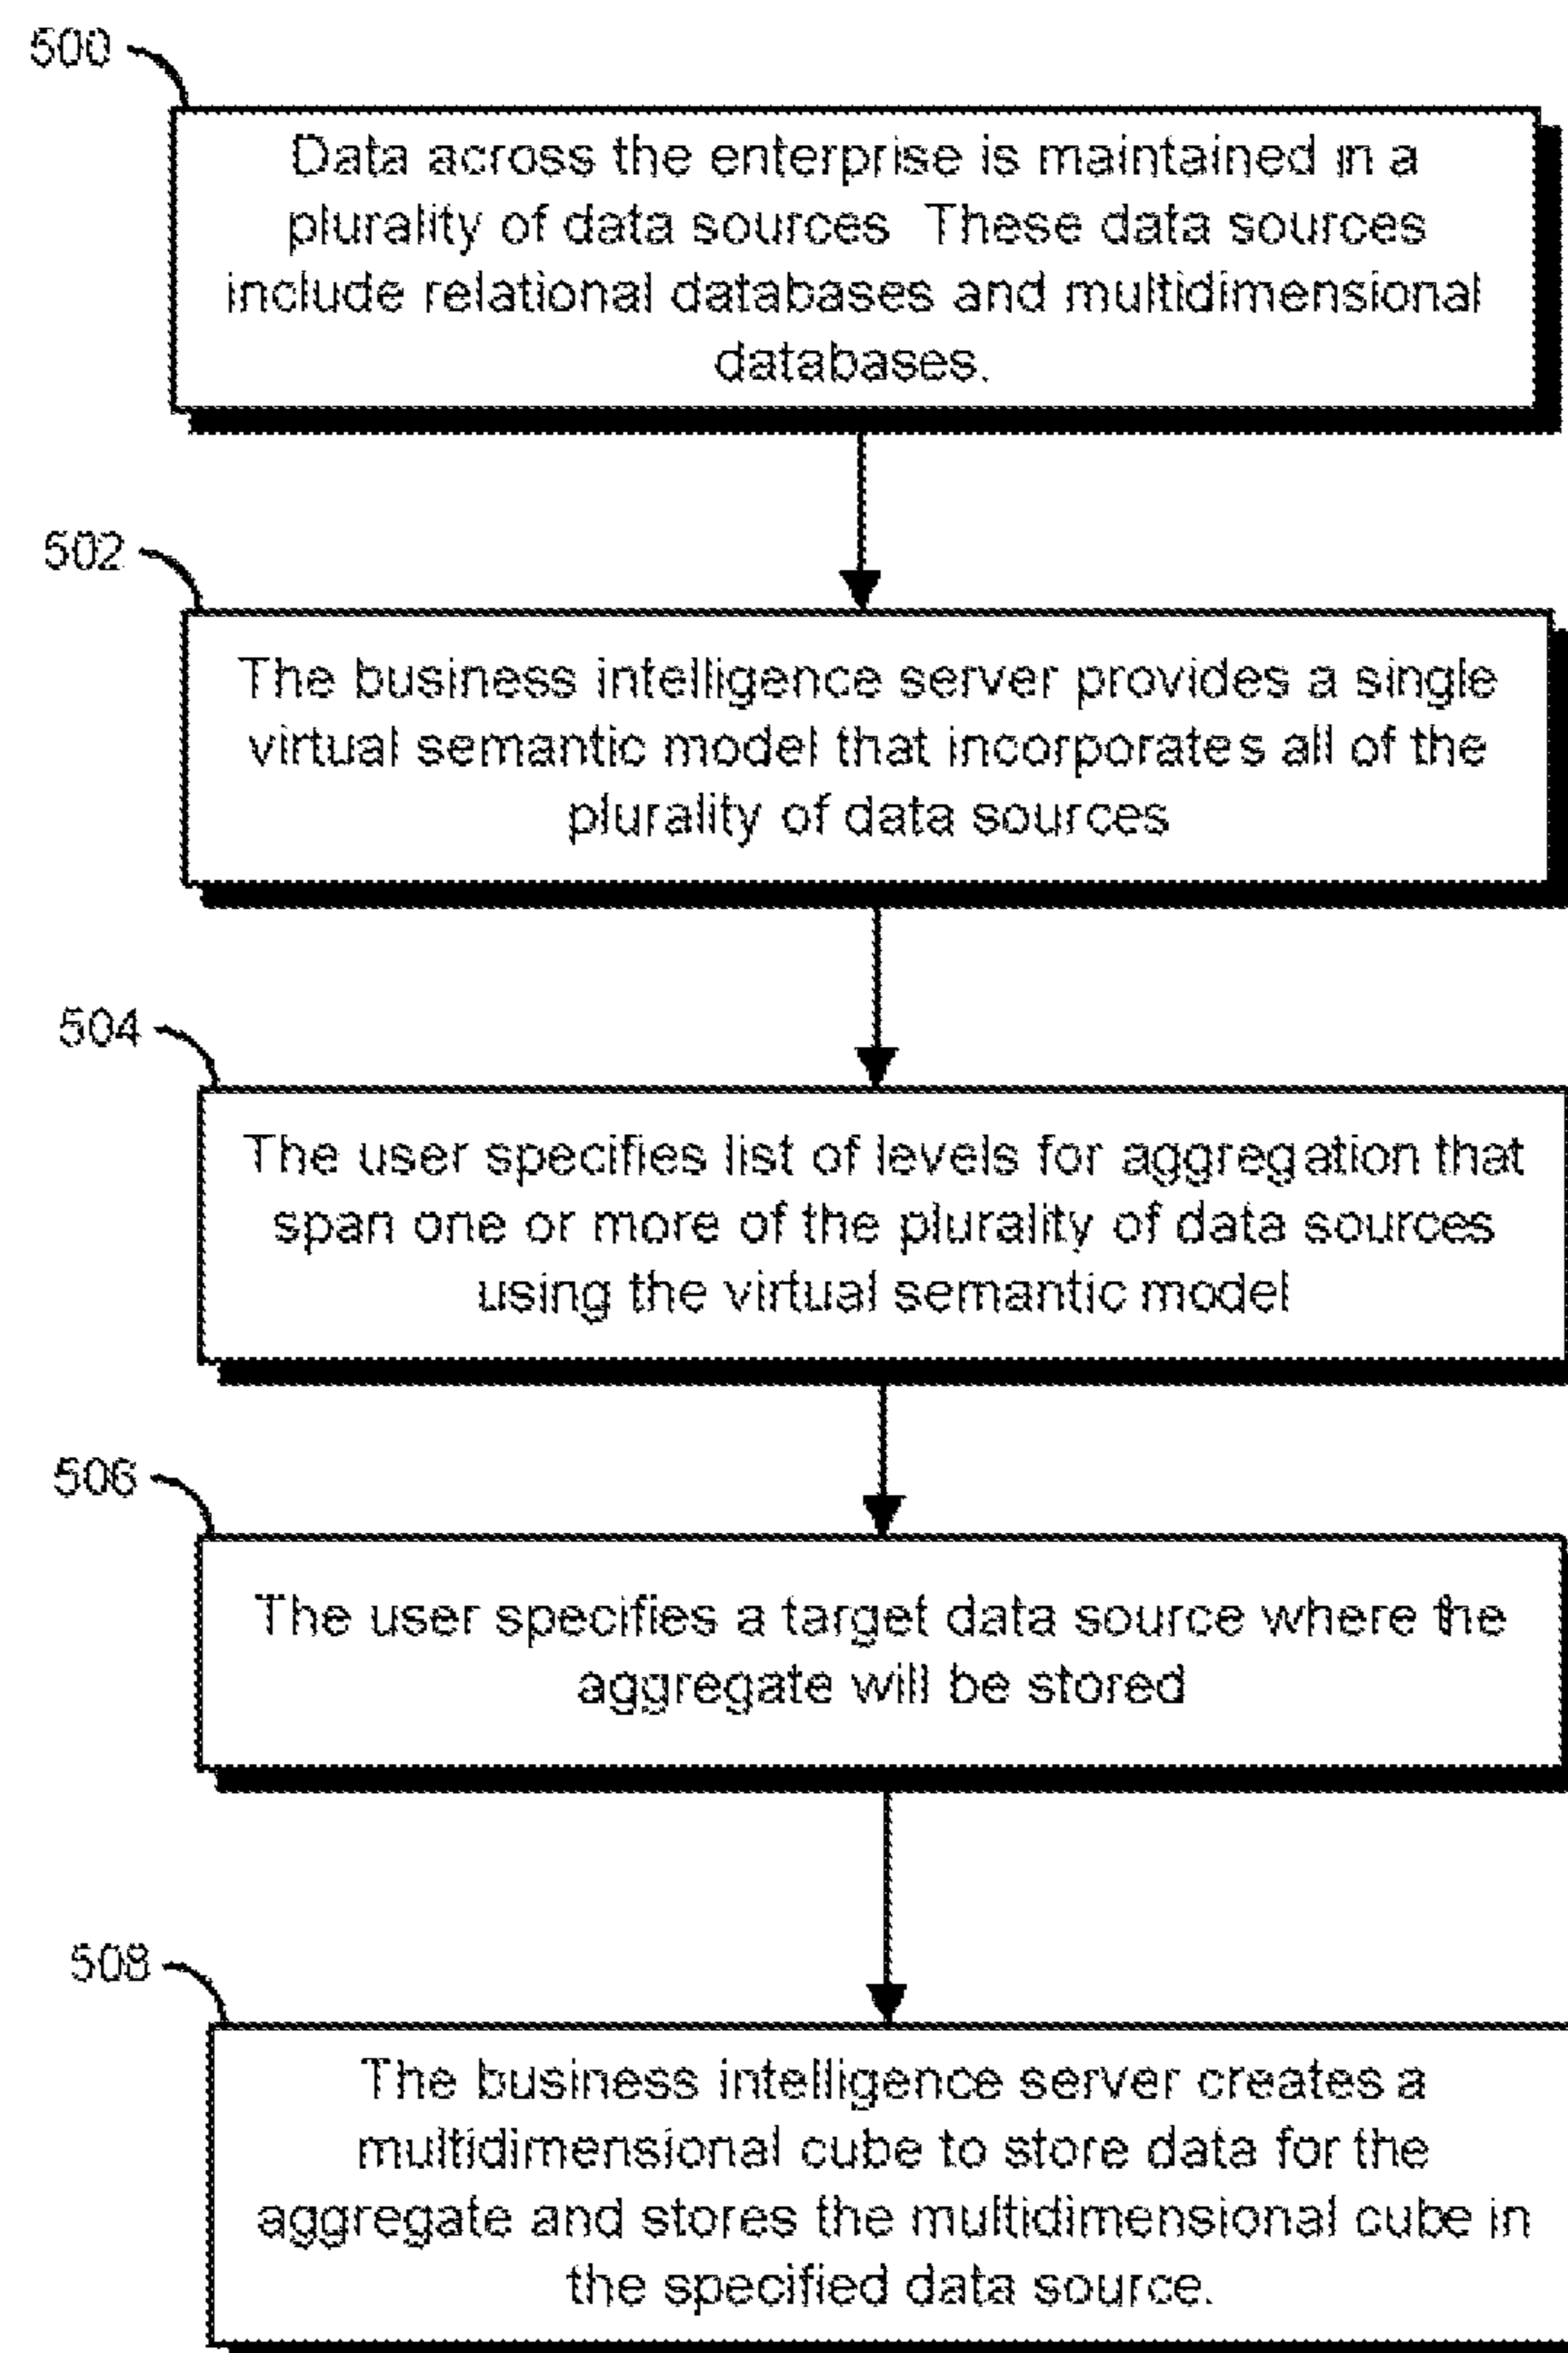 500
Data across the enterprise is maintained in a
plurality of data sources These data sources
include relational databases and multidimensional
databases.
502
The business intelligence server provides a single
virtual semantic model that incorporates all of the
plurality of data sources
504
The user specifies list of levels for aggregation that
span one or more of the plurality of data sources
using the virtual semantic model
506
The user specifies a target data source where the
aggregate will be stored
508
The business intelligence server creates a
multidimensional cube to store data for the
aggregate and stores the multidimensional cube in
the specified data source.